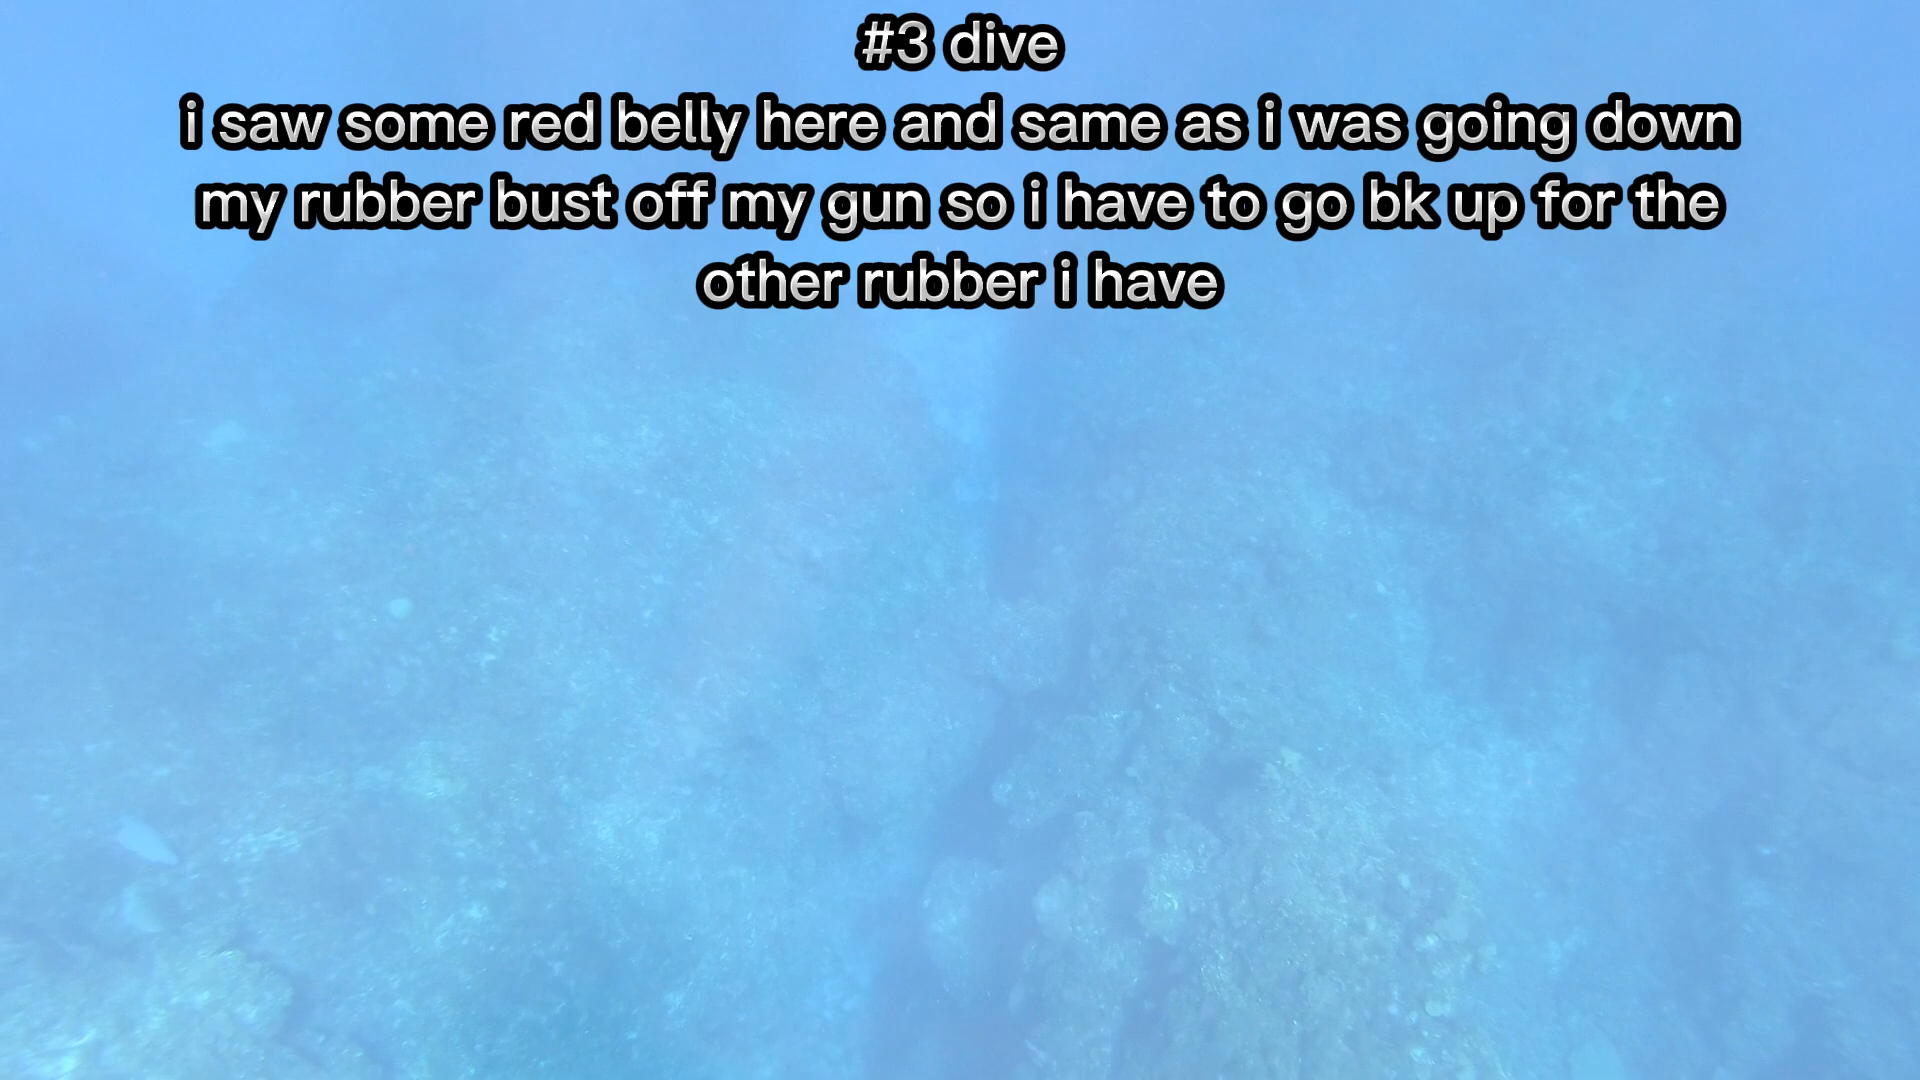 #3 dive
i saw some red belly here and same as i was going down
my rubber bust off my gun so i have to go bk up for the
other rubber i have